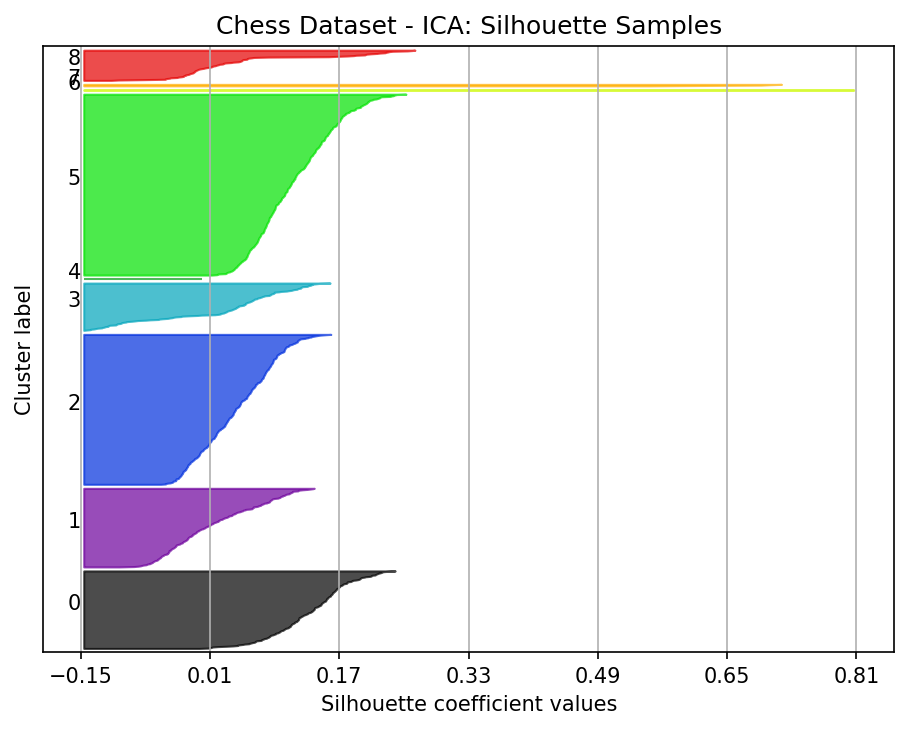 Chess Dataset - ICA: Silhouette Samples
8
7
6
5
4
3
2
1
0
Cluster label
−0.15 0.01 0.17 0.33 0.49 0.65 0.81
Silhouette coefficient values